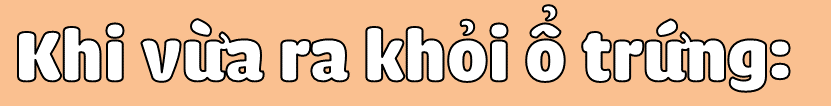 Khi vừa ra khỏi ổ trứng: